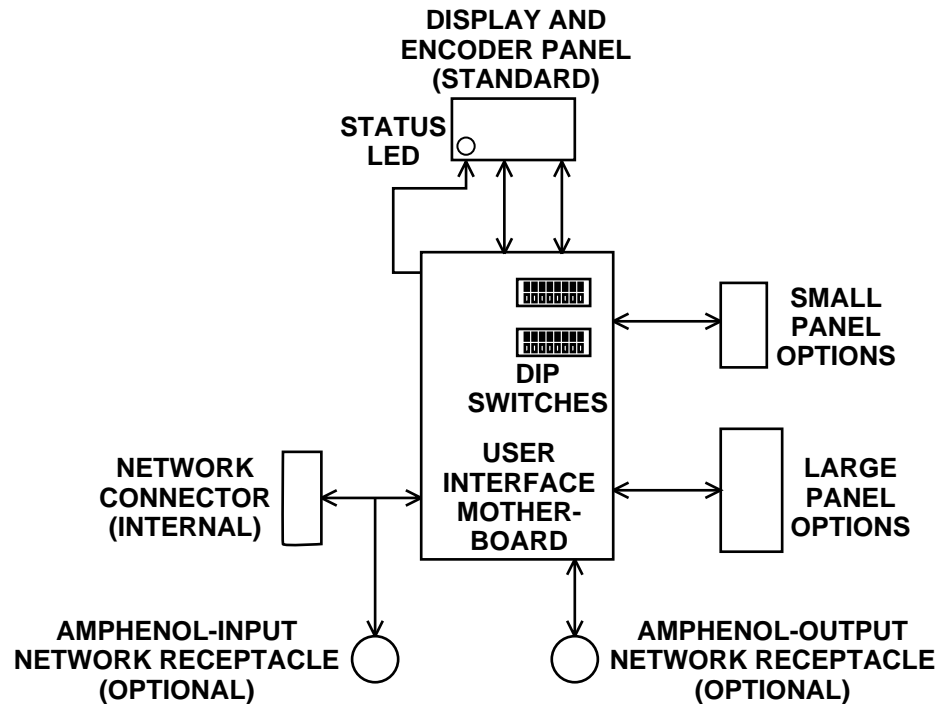 DISPLAY AND
ENCODER PANEL
(STANDARD)
STATUS
LED
SMALL
PANEL
OPTIONS
DIP
SWITCHES
USER
INTERFACE
MOTHER-
BOARD
NETWORK
CONNECTOR
(INTERNAL)
LARGE
PANEL
OPTIONS
AMPHENOL-INPUT
NETWORK RECEPTACLE
(OPTIONAL)
AMPHENOL-OUTPUT
NETWORK RECEPTACLE
(OPTIONAL)